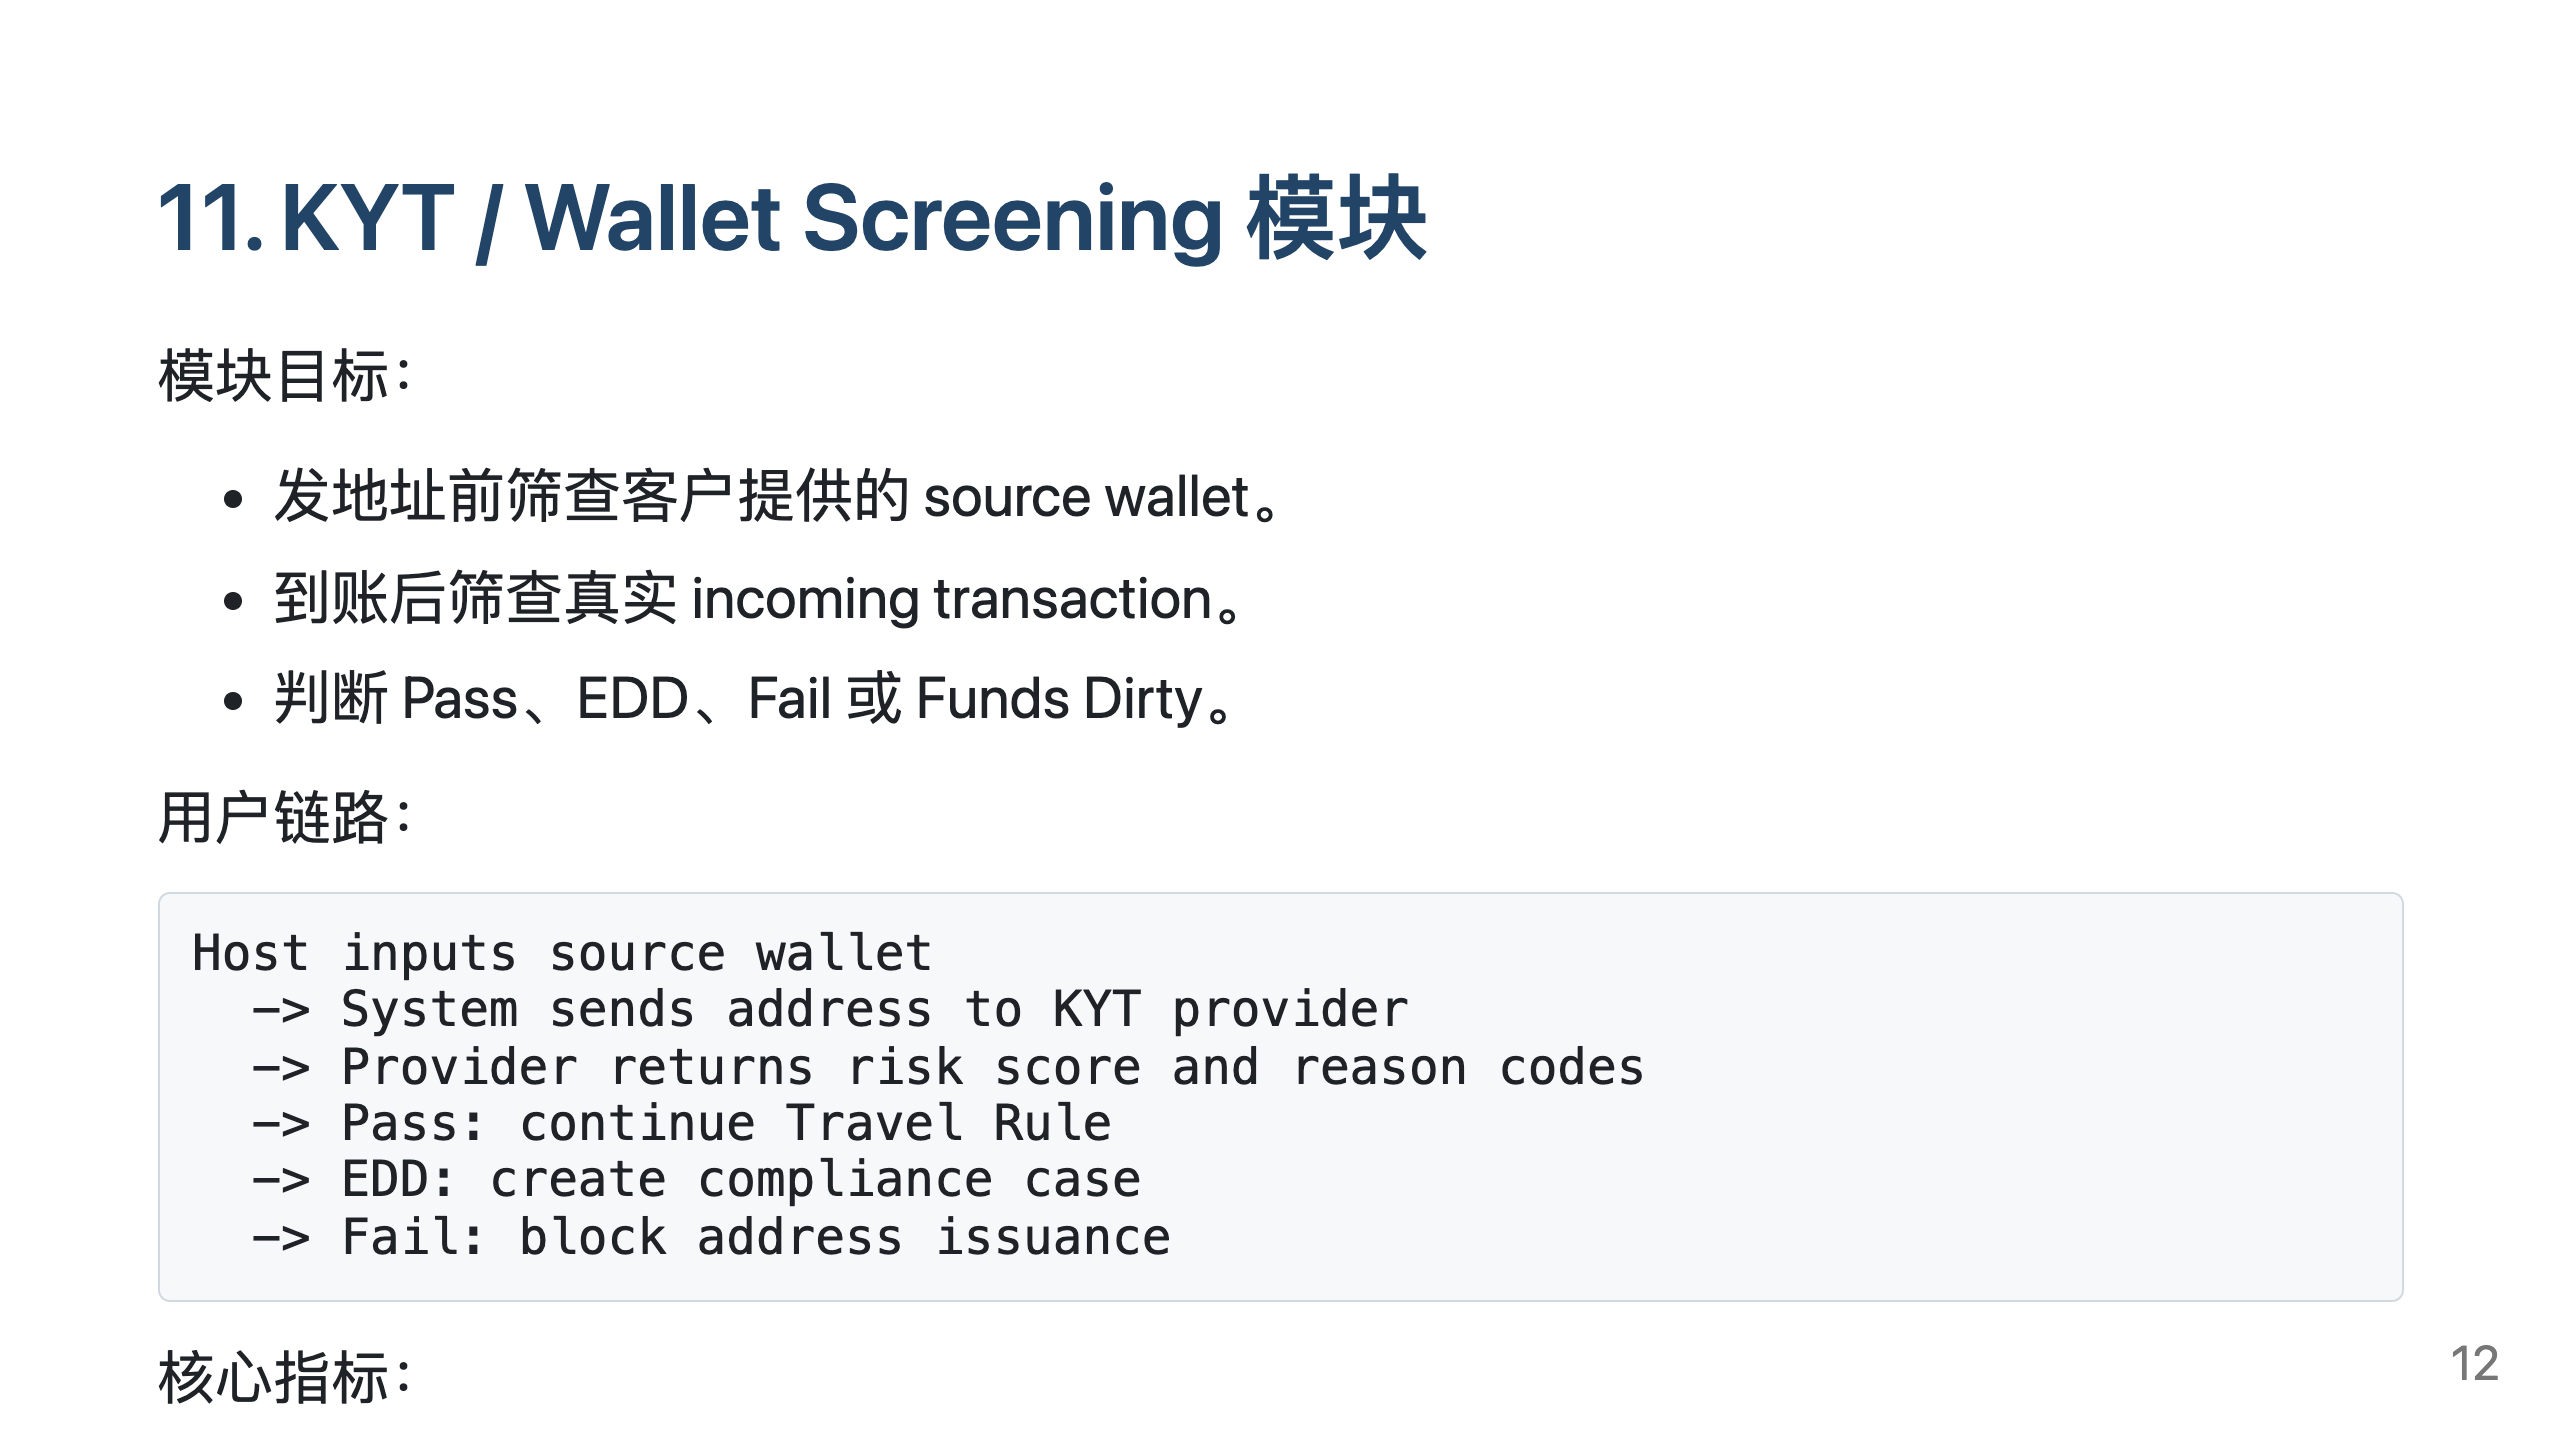 11. KYT / Wallet Screening 模块
模块目标：
• 发地址前筛查客户提供的 source wallet。
• 到账后筛查真实 incoming transaction。
• 判断 Pass、EDD、Fail 或 Funds Dirty。
用户链路：
Host inputs source wallet
  -> System sends address to KYT provider
  -> Provider returns risk score and reason codes
  -> Pass: continue Travel Rule
  -> EDD: create compliance case
  -> Fail: block address issuance
核心指标：
12